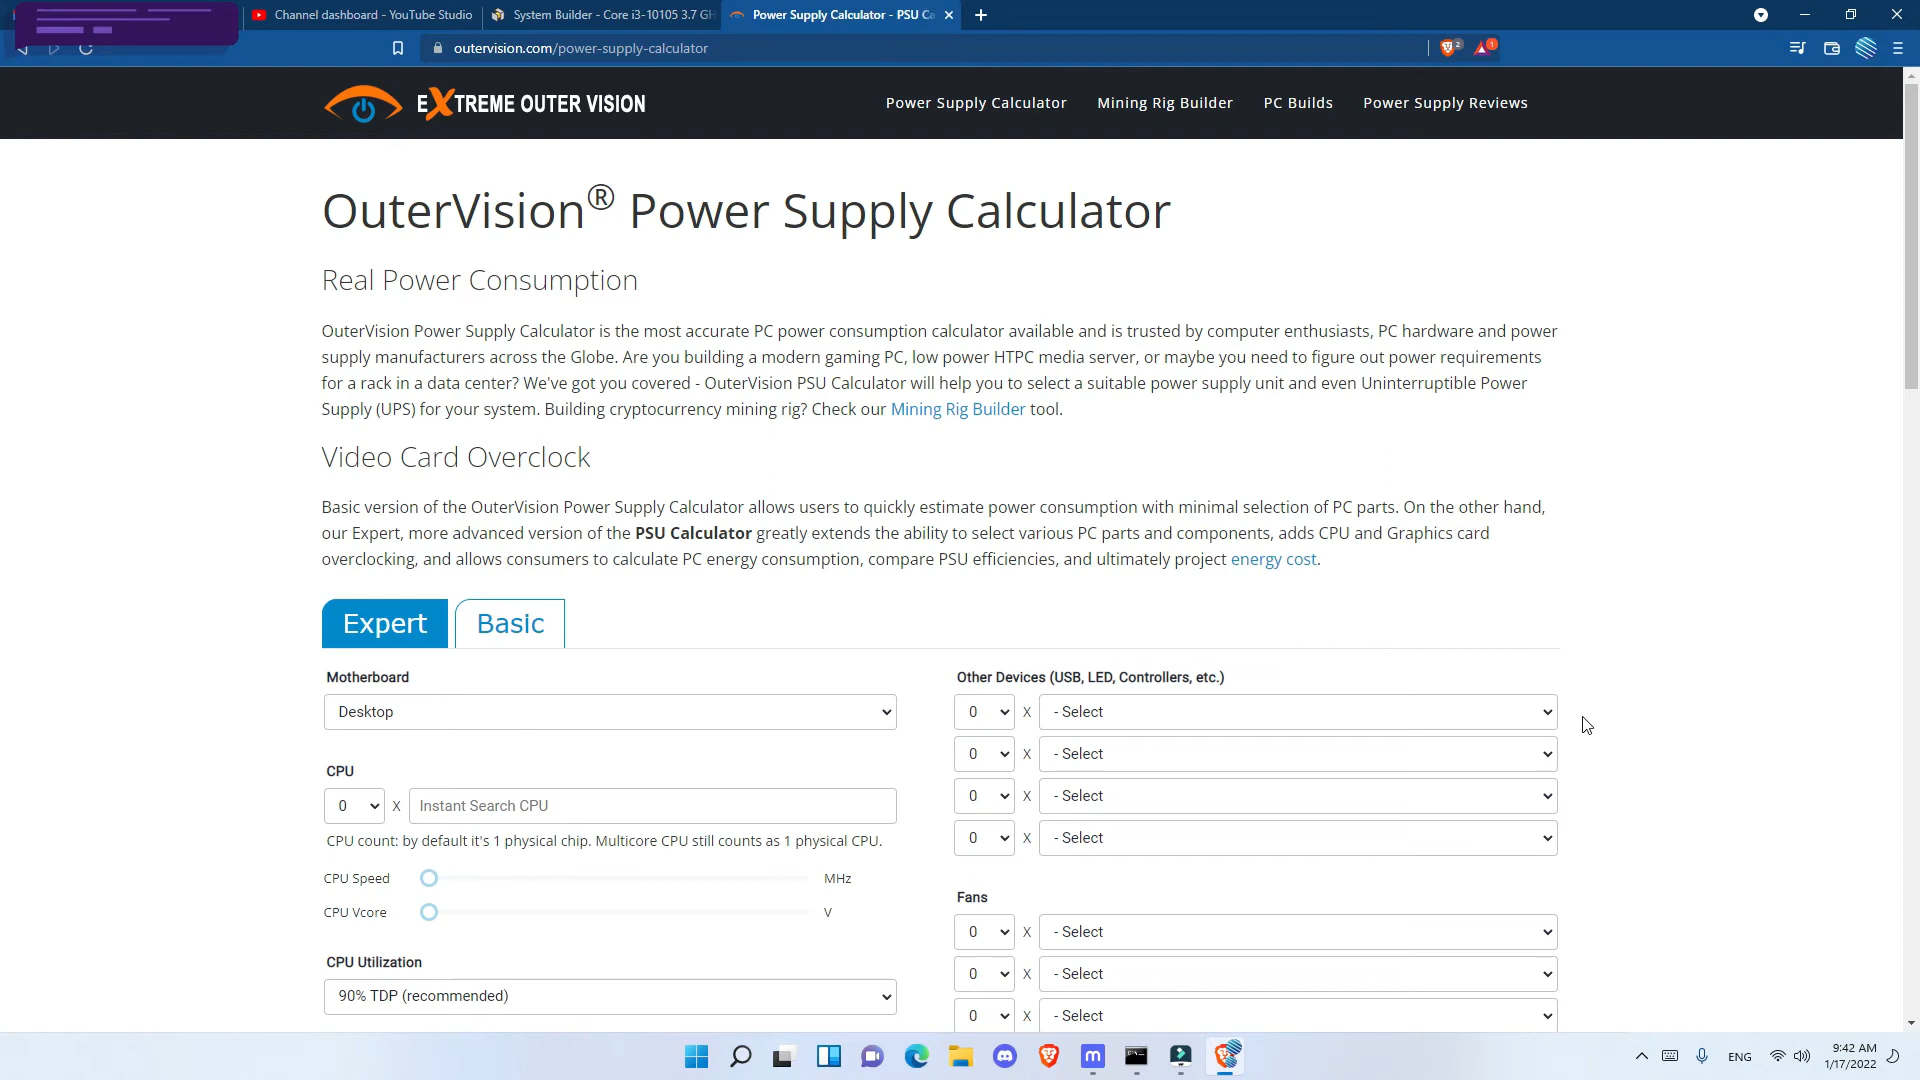 Channel dashboard - YouTube Studio
System Builder - Core i3-10105 3.7 GH
Power Supply Calculator - PSU Ca
outervision.com/power-supply-calculator
2
1
EXTREME OUTER VISION
Power Supply Calculator
Mining Rig Builder
PC Builds
Power Supply Reviews
OuterVision® Power Supply Calculator
Real Power Consumption
OuterVision Power Supply Calculator is the most accurate PC power consumption calculator available and is trusted by computer enthusiasts, PC hardware and power
supply manufacturers across the Globe. Are you building a modern gaming PC, low power HTPC media server, or maybe you need to figure out power requirements
for a rack in a data center? We've got you covered - OuterVision PSU Calculator will help you to select a suitable power supply unit and even Uninterruptible Power
Supply (UPS) for your system. Building cryptocurrency mining rig? Check our Mining Rig Builder tool.
Video Card Overclock
Basic version of the OuterVision Power Supply Calculator allows users to quickly estimate power consumption with minimal selection of PC parts. On the other hand,
our Expert, more advanced version of the PSU Calculator greatly extends the ability to select various PC parts and components, adds CPU and Graphics card
overclocking, and allows consumers to calculate PC energy consumption, compare PSU efficiencies, and ultimately project energy cost.
Expert
Basic
Motherboard
Desktop
CPU
0 X Instant Search CPU
CPU count: by default it's 1 physical chip. Multicore CPU still counts as 1 physical CPU.
CPU Speed MHz
CPU Vcore V
CPU Utilization
90% TDP (recommended)
Other Devices (USB, LED, Controllers, etc.)
0 X - Select
0 X - Select
0 X - Select
0 X - Select
Fans
0 X - Select
0 X - Select
0 X - Select
ENG
9:42 AM
1/17/2022